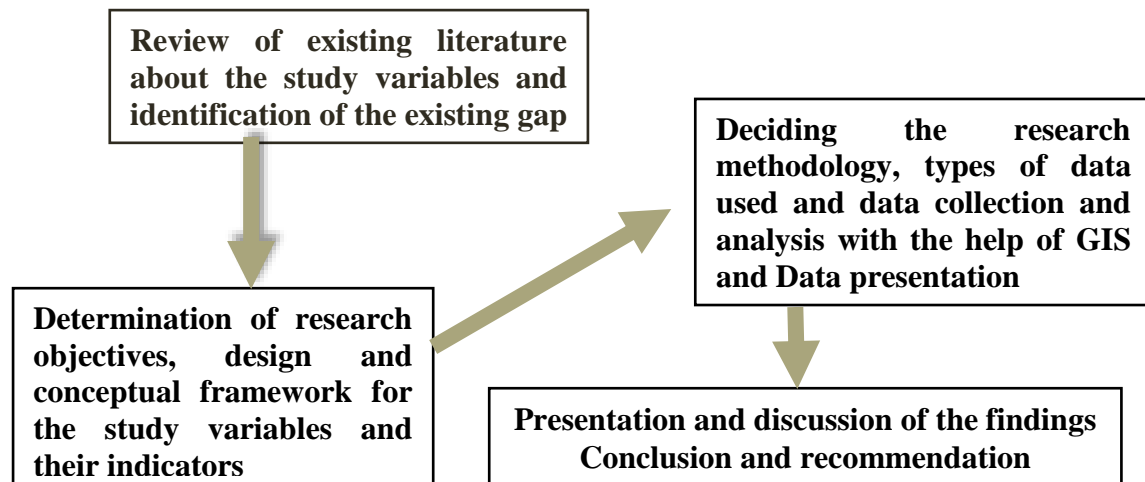 Review of existing literature
about the study variables and
identification of the existing gap
Determination of research
objectives, design and
conceptual framework for
the study variables and
their indicators
Deciding the research
methodology, types of data
used and data collection and
analysis with the help of GIS
and Data presentation
Presentation and discussion of the findings
Conclusion and recommendation